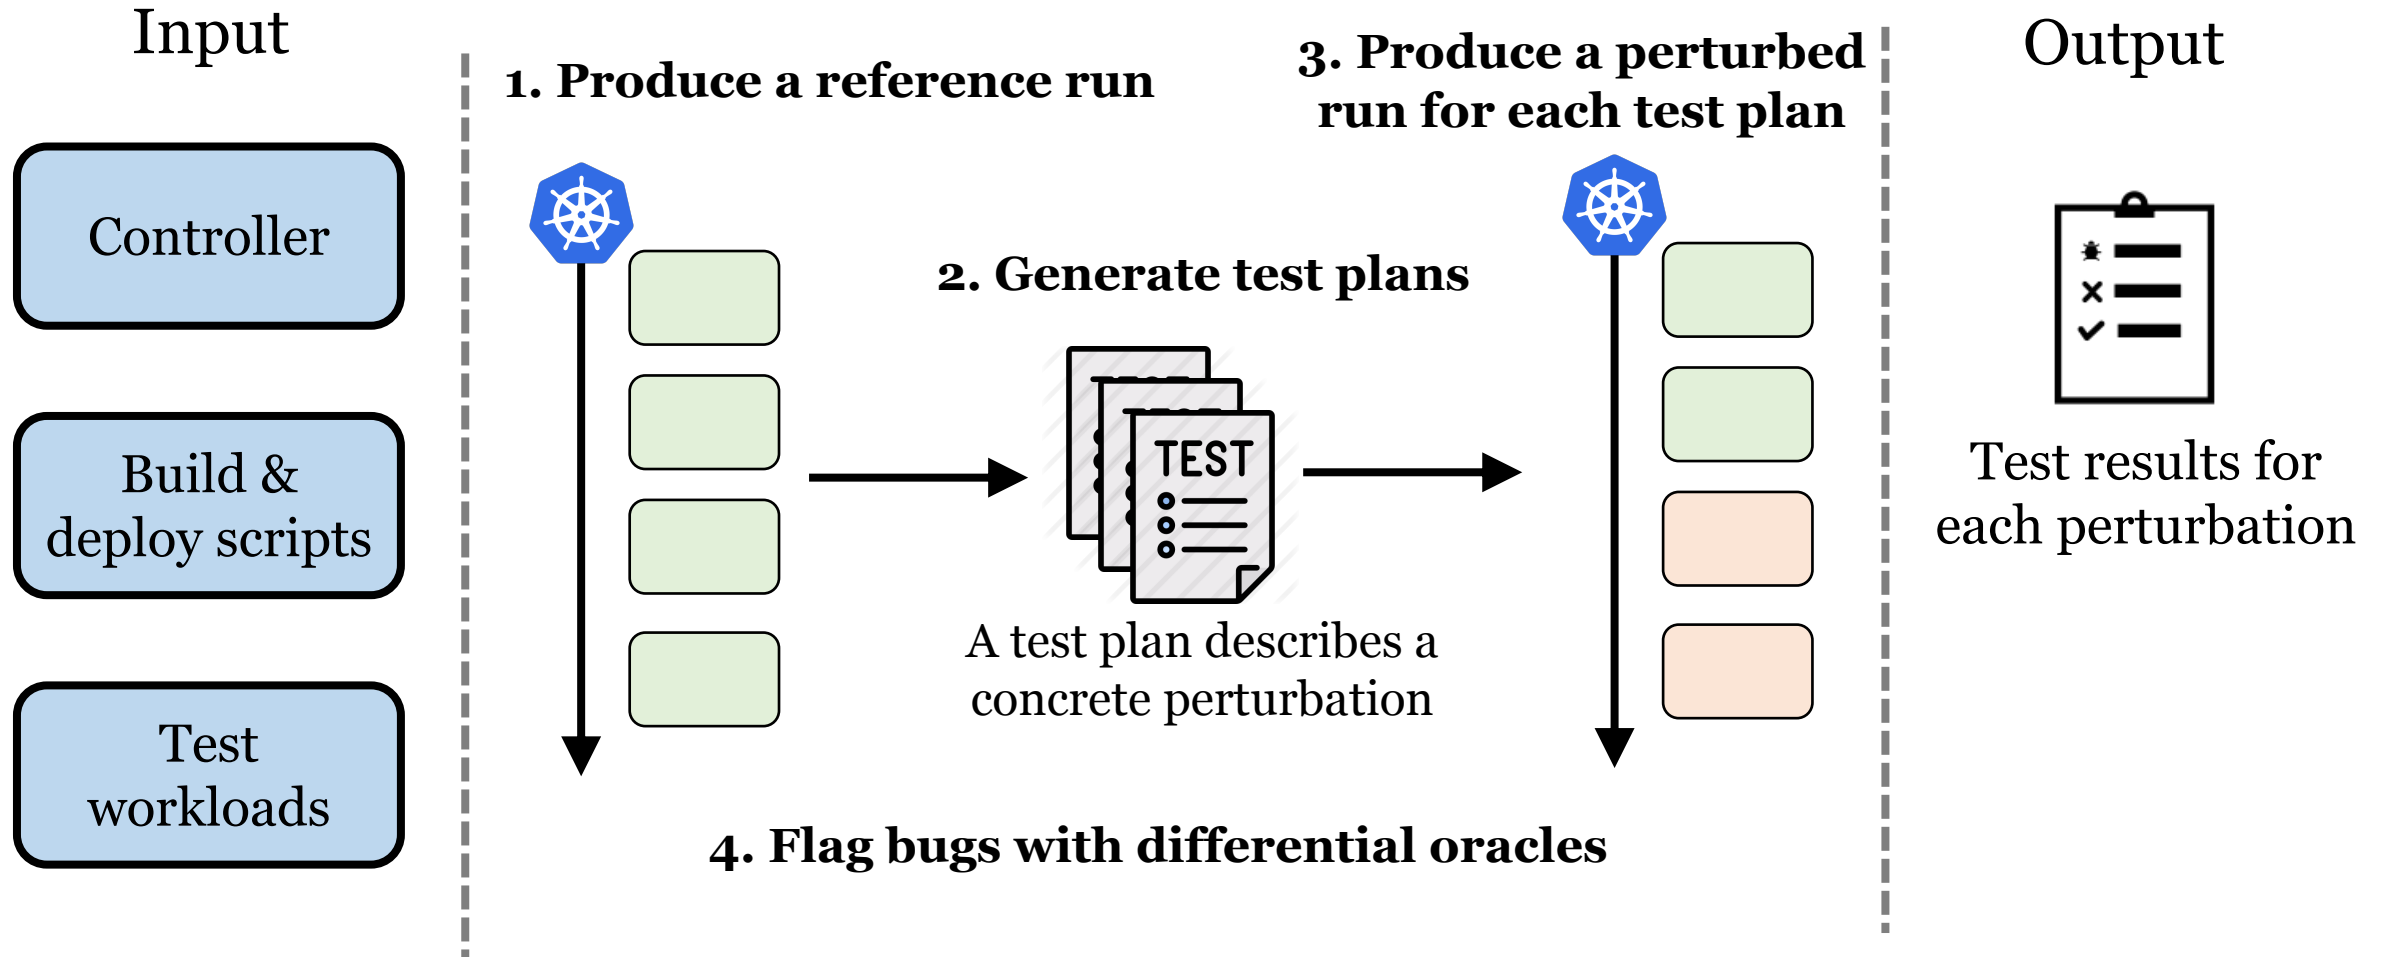 Input
Controller
Build &
deploy scripts
Test
workloads
1. Produce a reference run
2. Generate test plans
TEST
A test plan describes a
concrete perturbation
3. Produce a perturbed
run for each test plan
4. Flag bugs with differential oracles
Output
Test results for
each perturbation